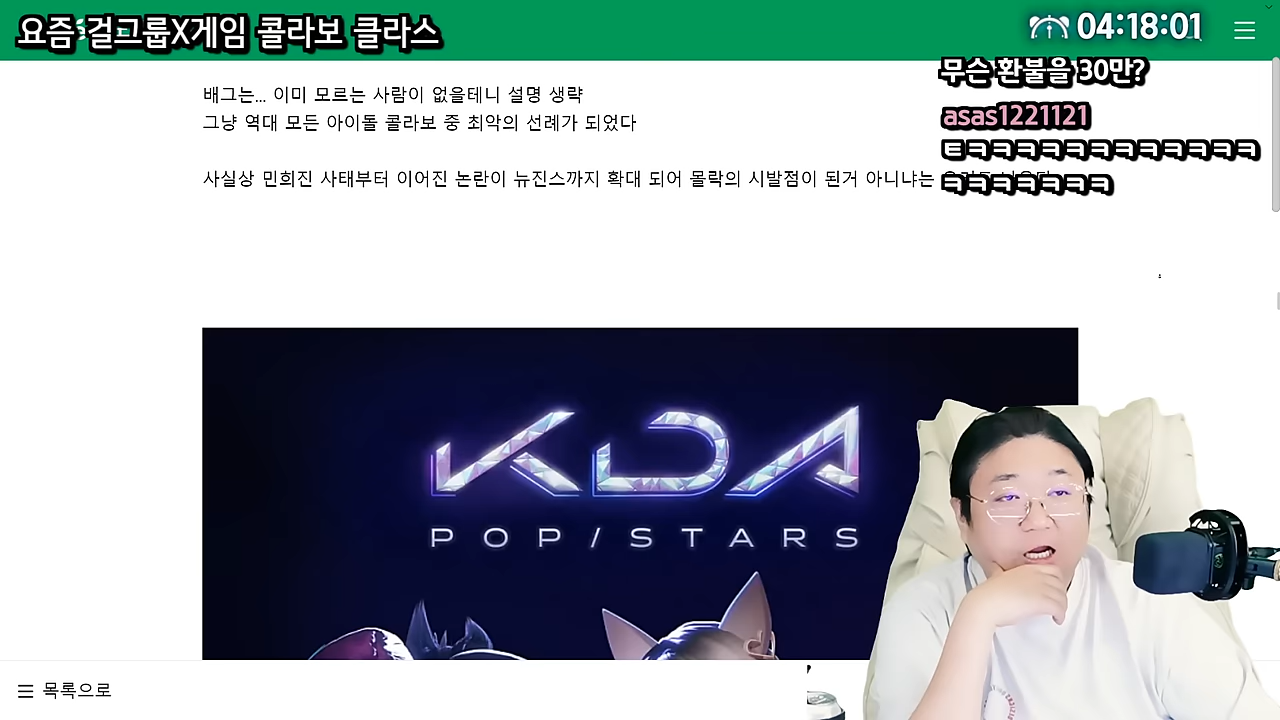 요즘 걸그룹X게임 콜라보 클라스
04:18:01
배그는... 이미 모르는 사람이 없을테니 설명 생략
그냥 역대 모든 아이돌 콜라보 중 최악의 선례가 되었다
사실상 민희진 사태부터 이어진 논란이 뉴진스까지 확대 되어 몰락의 시발점이 된거 아니냐는
무슨 환불을 30만?
asas1221121
ㅌㅋㅋㅋㅋㅋㅋㅋㅋㅋㅋㅋ
ㅋㅋㅋㅋㅋㅋㅋ
KDA
POP/STARS
목록으로